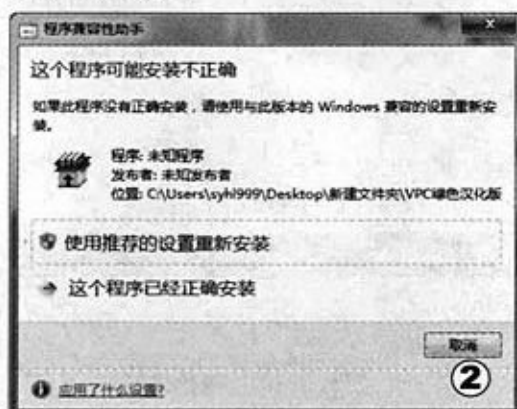 程序兼容性助手
x
这个程序可能安装不正确
如果此程序没有正确安装，请使用与此版本的 Windows 兼容的设置重新安
装。
程序: 未知程序
发布者: 未知发布者
位置: C:\Users\syhl999\Desktop\新建文件夹\VPC绿色汉化版
使用推荐的设置重新安装
这个程序已经正确安装
取消
②
应用了什么设置?